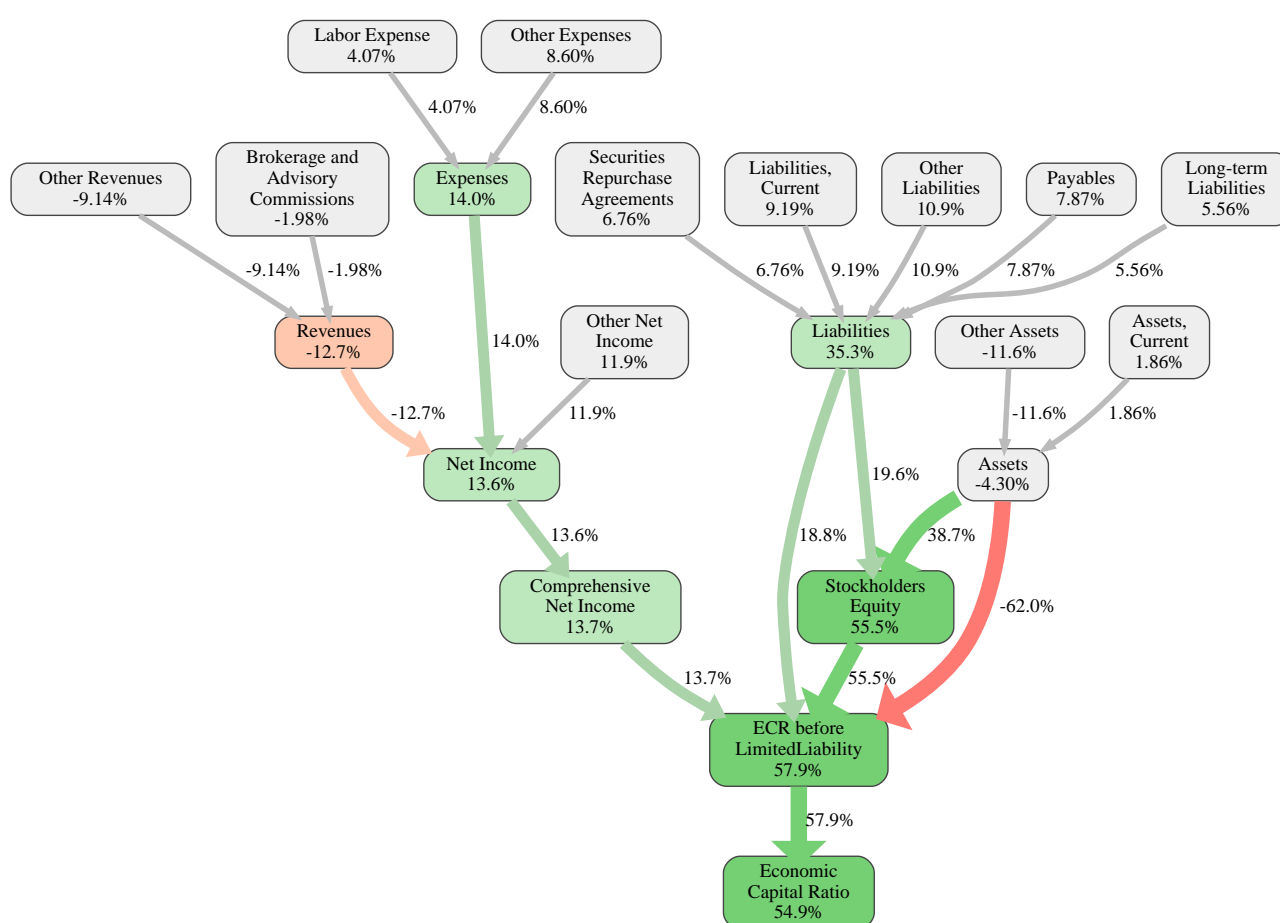 Labor Expense
4.07%
Other Expenses
8.60%
4.07%
8.60%
Other Revenues
-9.14%
Brokerage and
Advisory
Commissions
-1.98%
Expenses
14.0%
Securities
Repurchase
Agreements
6.76%
Liabilities,
Current
9.19%
Other
Liabilities
10.9%
Payables
7.87%
Long-term
Liabilities
5.56%
-9.14%
-1.98%
6.76%
9.19%
10.9%
7.87%
5.56%
Revenues
-12.7%
14.0%
Other Net
Income
11.9%
Liabilities
35.3%
Other Assets
-11.6%
Assets,
Current
1.86%
-12.7%
11.9%
-11.6%
1.86%
Net Income
13.6%
19.6%
Assets
-4.30%
13.6%
18.8%
38.7%
Comprehensive
Net Income
13.7%
Stockholders
Equity
55.5%
-62.0%
13.7%
55.5%
ECR before
LimitedLiability
57.9%
57.9%
Economic
Capital Ratio
54.9%